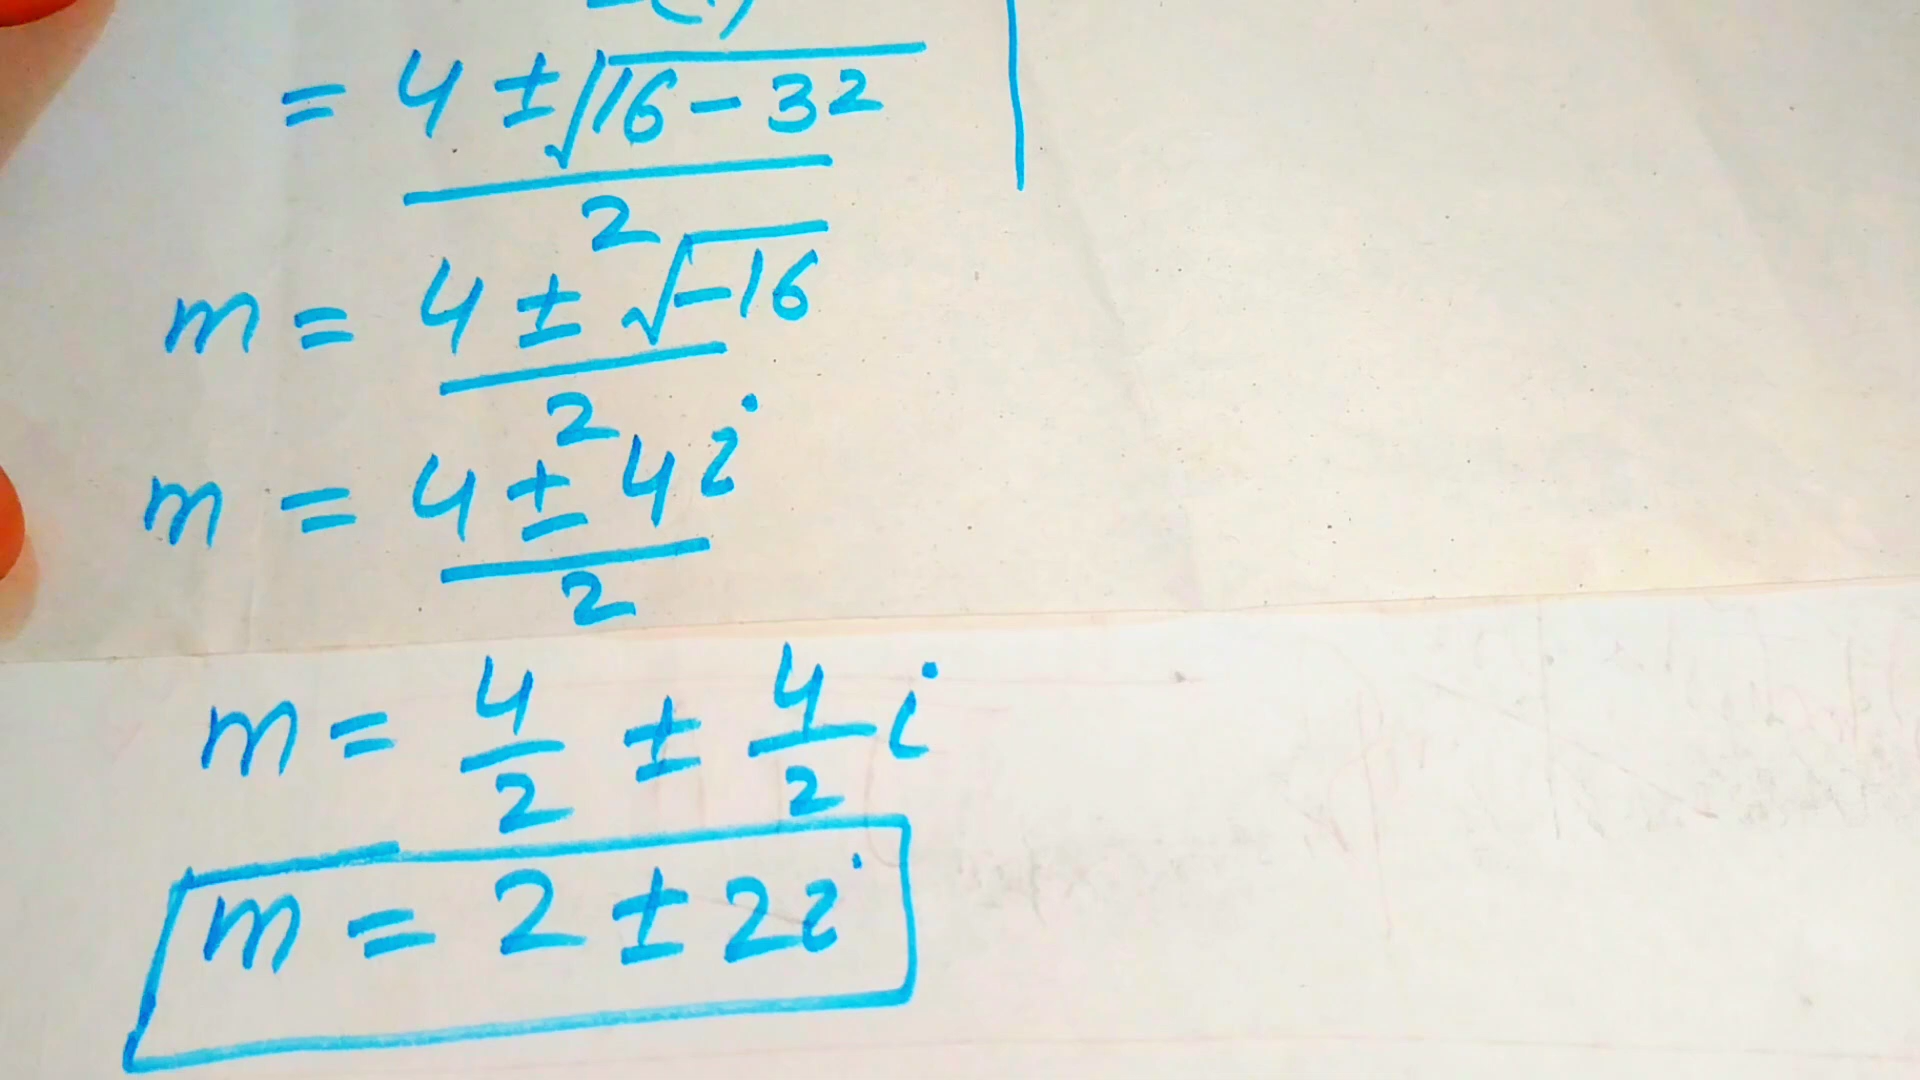 = 4 ± √16 - 32
2
m = 4 ± √-16
2
m = 4 ± 4i
2
m = 4/2 ± 4/2 i
m = 2 ± 2i